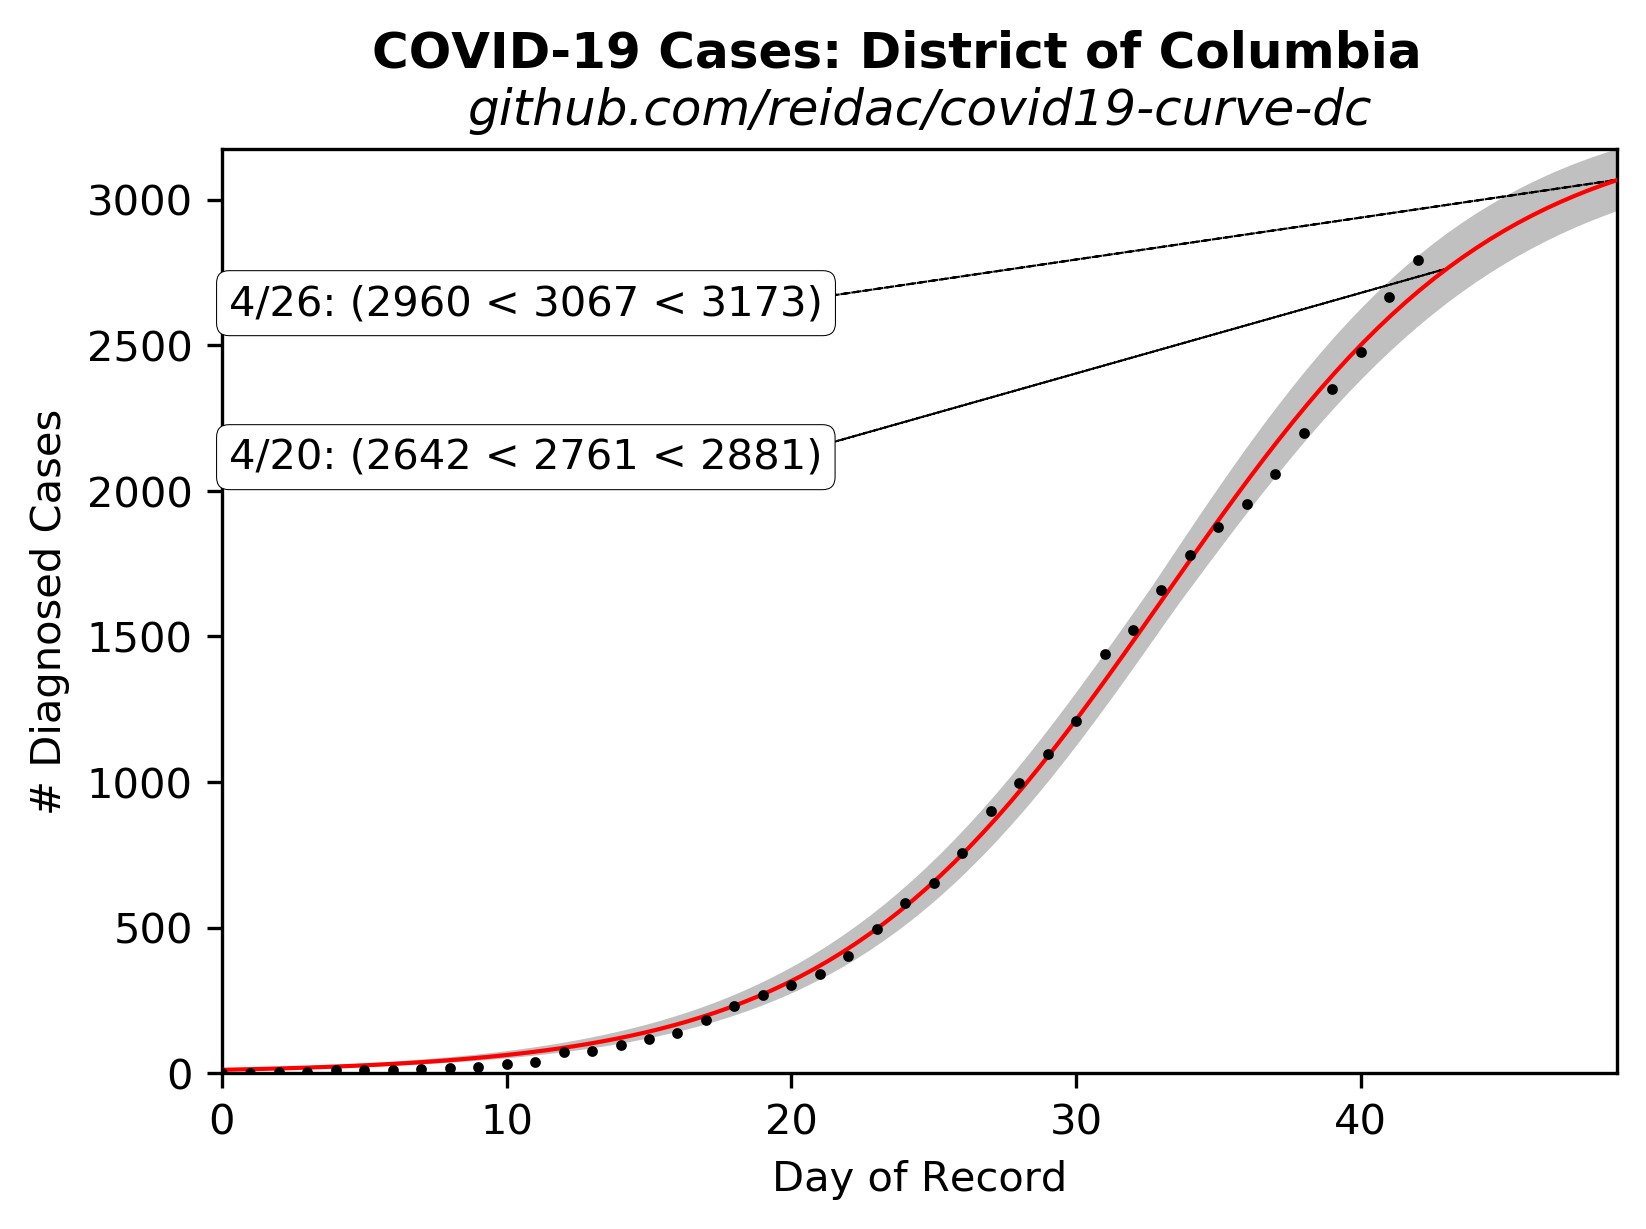 COVID-19 Cases: District of Columbia
github.com/reidac/covid19-curve-dc
3000
2500
2000
1500
1000
500
0
# Diagnosed Cases
4/26: (2960 < 3067 < 3173)
4/20: (2642 < 2761 < 2881)
0 10 20 30 40
Day of Record